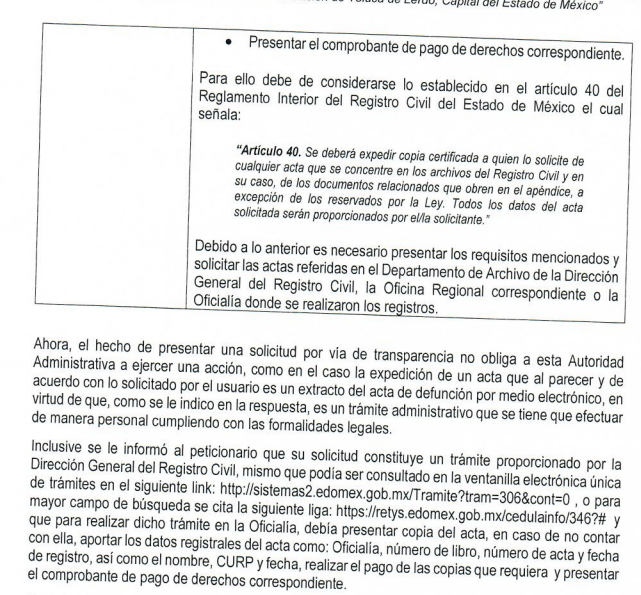 de Toluca de Lerdo, Capital del Estado de México"
• Presentar el comprobante de pago de derechos correspondiente.
Para ello debe de considerarse lo establecido en el artículo 40 del
Reglamento Interior del Registro Civil del Estado de México el cual
señala:
"Artículo 40. Se deberá expedir copia certificada a quien lo solicite de
cualquier acta que se concentre en los archivos del Registro Civil y en
su caso, de los documentos relacionados que obren en el apéndice, a
excepción de los reservados por la Ley. Todos los datos del acta
solicitada serán proporcionados por el/la solicitante."
Debido a lo anterior es necesario presentar los requisitos mencionados y
solicitar las actas referidas en el Departamento de Archivo de la Dirección
General del Registro Civil, la Oficina Regional correspondiente o la
Oficialía donde se realizaron los registros.
Ahora, el hecho de presentar una solicitud por vía de transparencia no obliga a esta Autoridad
Administrativa a ejercer una acción, como en el caso la expedición de un acta que al parecer y de
acuerdo con lo solicitado por el usuario es un extracto del acta de defunción por medio electrónico, en
virtud de que, como se le indico en la respuesta, es un trámite administrativo que se tiene que efectuar
de manera personal cumpliendo con las formalidades legales.
Inclusive se le informó al peticionario que su solicitud constituye un trámite proporcionado por la
Dirección General del Registro Civil, mismo que podía ser consultado en la ventanilla electrónica única
de trámites en el siguiente link: http://sistemas2.edomex.gob.mx/Tramite?tram=306&cont=0 , o para
mayor campo de búsqueda se cita la siguiente liga: https://retys.edomex.gob.mx/cedulainfo/346?# y
que para realizar dicho trámite en la Oficialía, debía presentar copia del acta, en caso de no contar
con ella, aportar los datos registrales del acta como: Oficialía, número de libro, número de acta y fecha
de registro, así como el nombre, CURP y fecha, realizar el pago de las copias que requiera y presentar
el comprobante de pago de derechos correspondiente.